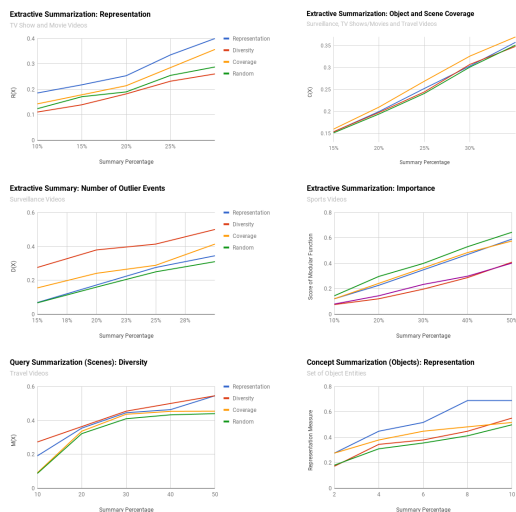 Extractive Summarization: Representation
TV Show and Movie Videos
0.4
0.3
0.2
0.1
0
R(X)
10%
15%
20%
25%
Summary Percentage
Representation
Diversity
Coverage
Random
Extractive Summarization: Object and Scene Coverage
Surveillance, TV Shows/Movies and Travel Videos
0.35
0.3
0.25
0.2
0.15
C(X)
15%
20%
25%
30%
Summary Percentage
Extractive Summary: Number of Outlier Events
Surveillance Videos
0.6
0.4
0.2
0
D(X)
15%
18%
20%
23%
25%
28%
Summary Percentage
Representation
Diversity
Coverage
Random
Extractive Summarization: Importance
Sports Videos
0.8
0.6
0.4
0.2
0
Score of Modular Function
10%
20%
30%
40%
50%
Summary Percentage
Query Summarization (Scenes): Diversity
Travel Videos
0.6
0.4
0.2
0
M(X)
10
20
30
40
50
Summary Percentage
Representation
Diversity
Coverage
Random
Concept Summarization (Objects): Representation
Set of Object Entities
0.8
0.6
0.4
0.2
0
Representation Measure
2
4
6
8
10
Summary Percentage